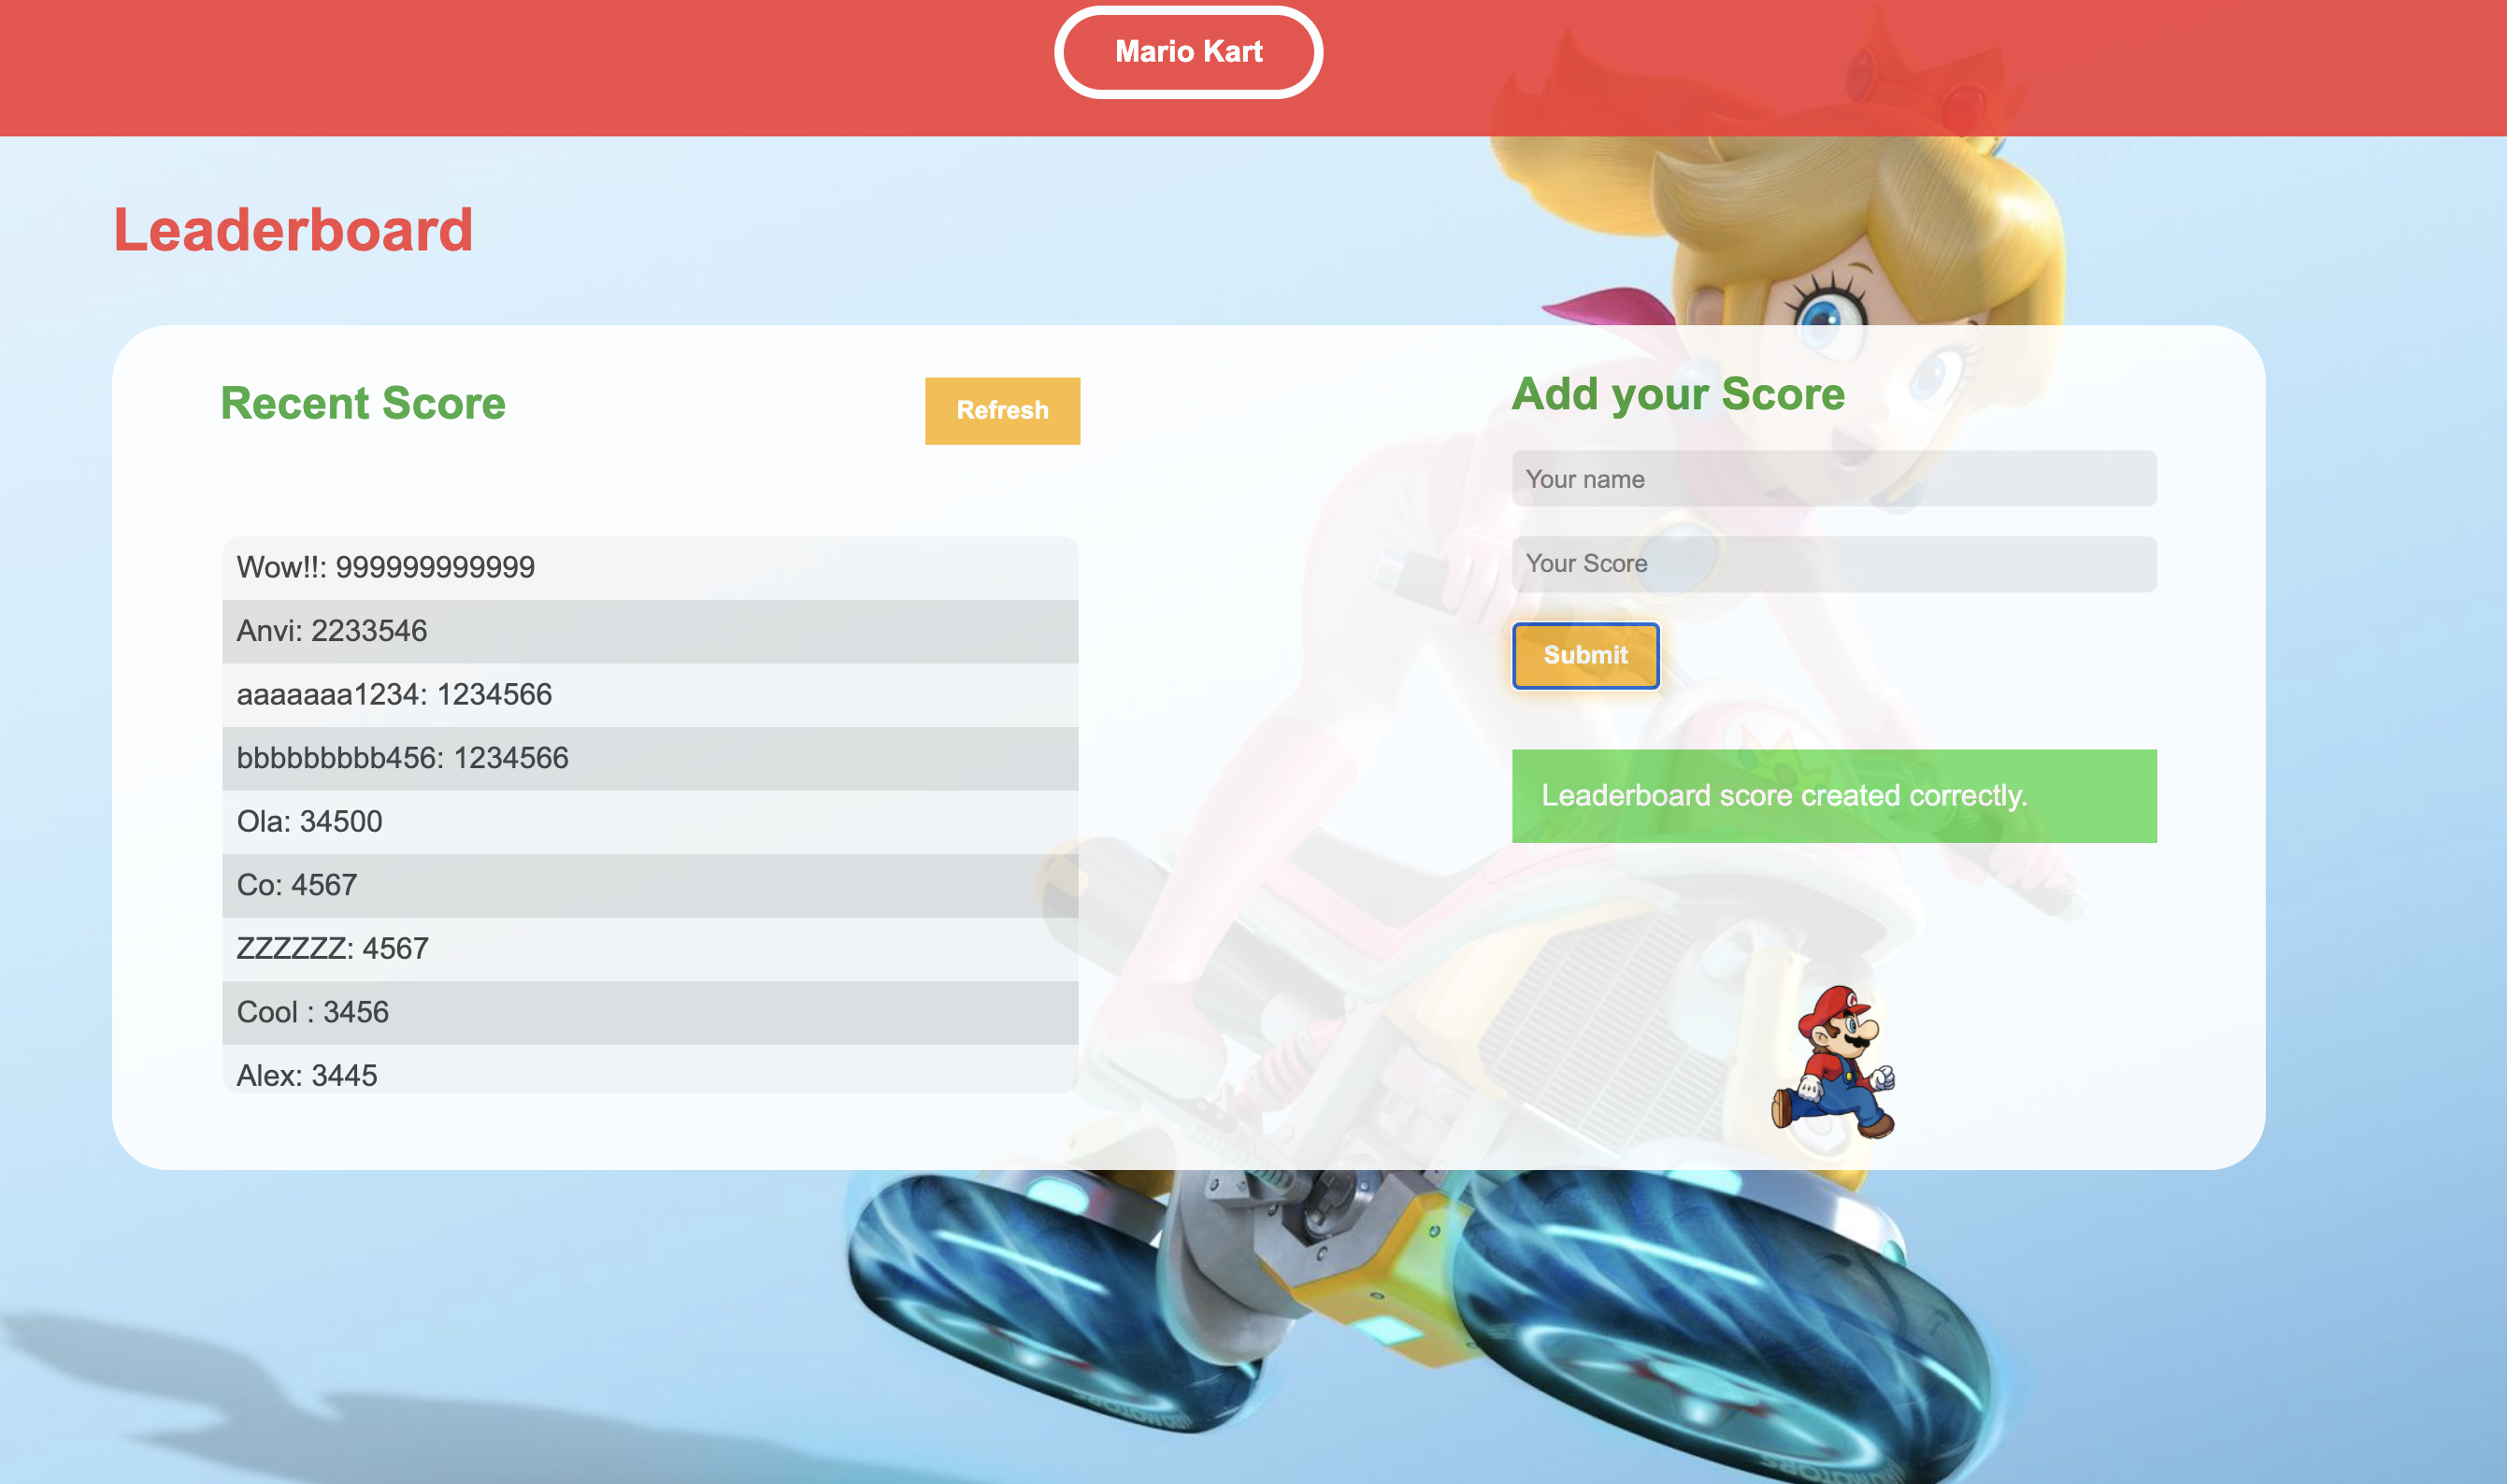 Mario Kart
Leaderboard
Recent Score
Refresh
Wow!!: 999999999999
Anvi: 2233546
aaaaaaa1234: 1234566
bbbbbbbbb456: 1234566
Ola: 34500
Co: 4567
ZZZZZZ: 4567
Cool : 3456
Alex: 3445
Add your Score
Your name
Your Score
Submit
Leaderboard score created correctly.